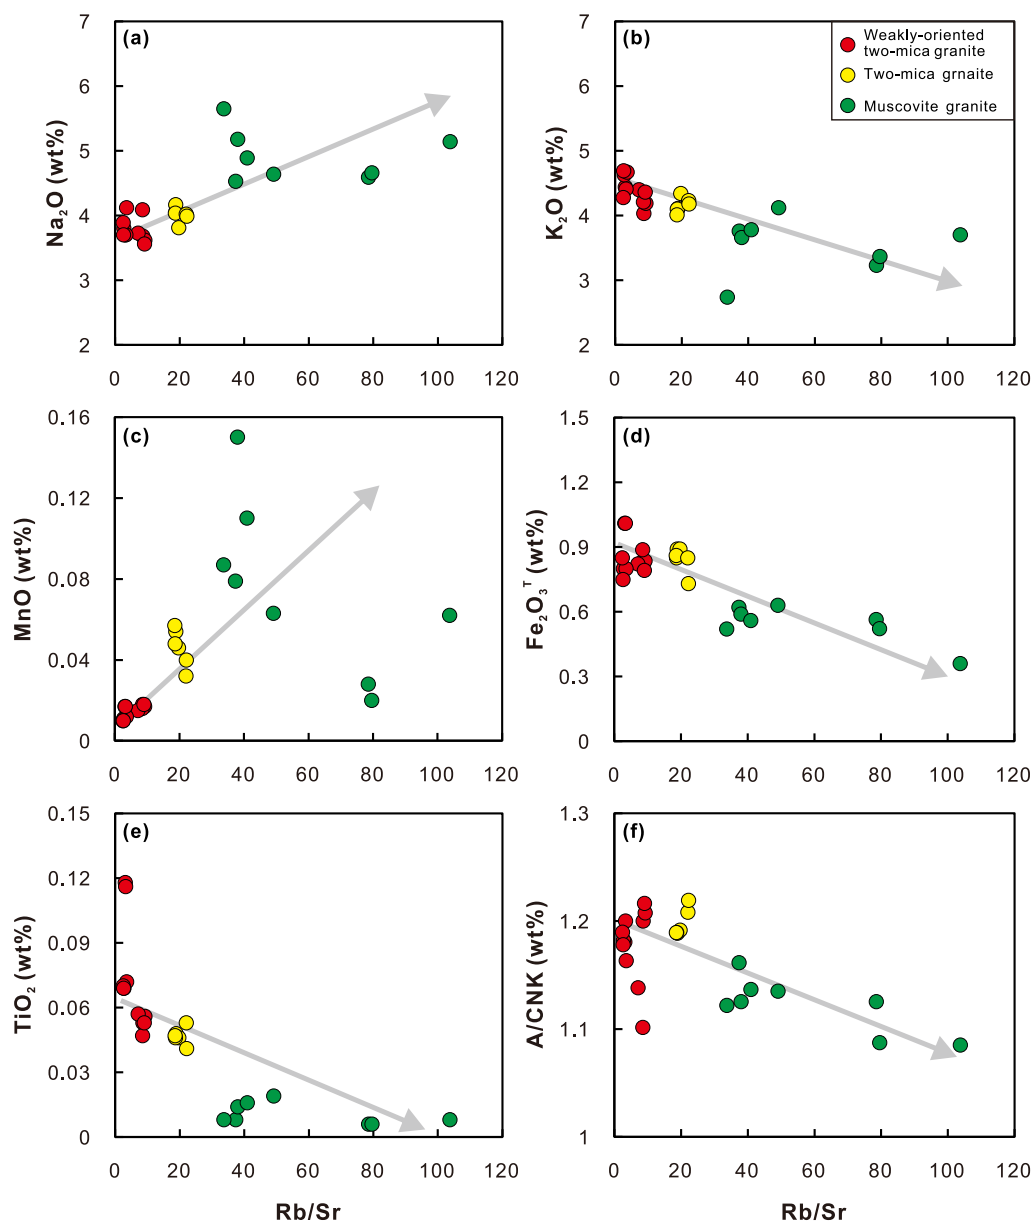 (a)
Na₂O (wt%)
7
6
5
4
3
2
0 20 40 60 80 100 120
(b)
Weakly-oriented
two-mica granite
Two-mica grnaite
Muscovite granite
K₂O (wt%)
7
6
5
4
3
2
0 20 40 60 80 100 120
(c)
MnO (wt%)
0.16
0.12
0.08
0.04
0
0 20 40 60 80 100 120
(d)
Fe₂O₃ᵀ (wt%)
1.5
1.2
0.9
0.6
0.3
0
0 20 40 60 80 100 120
(e)
TiO₂ (wt%)
0.15
0.12
0.09
0.06
0.03
0
0 20 40 60 80 100 120
Rb/Sr
(f)
A/CNK (wt%)
1.3
1.2
1.1
1
0 20 40 60 80 100 120
Rb/Sr